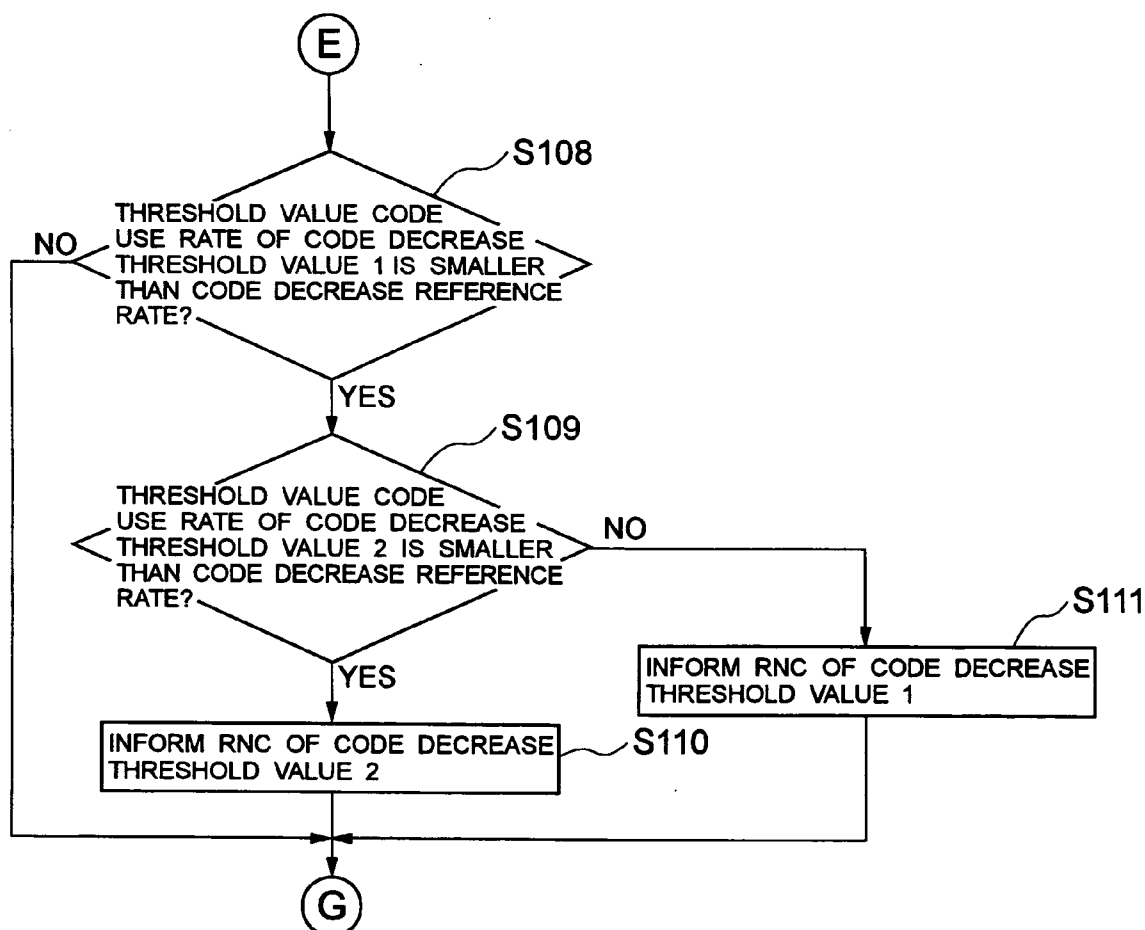 E
S108
THRESHOLD VALUE CODE
USE RATE OF CODE DECREASE
THRESHOLD VALUE 1 IS SMALLER
THAN CODE DECREASE REFERENCE
RATE?
NO
YES
S109
THRESHOLD VALUE CODE
USE RATE OF CODE DECREASE
THRESHOLD VALUE 2 IS SMALLER
THAN CODE DECREASE REFERENCE
RATE?
NO
YES
S111
INFORM RNC OF CODE DECREASE
THRESHOLD VALUE 1
S110
INFORM RNC OF CODE DECREASE
THRESHOLD VALUE 2
G